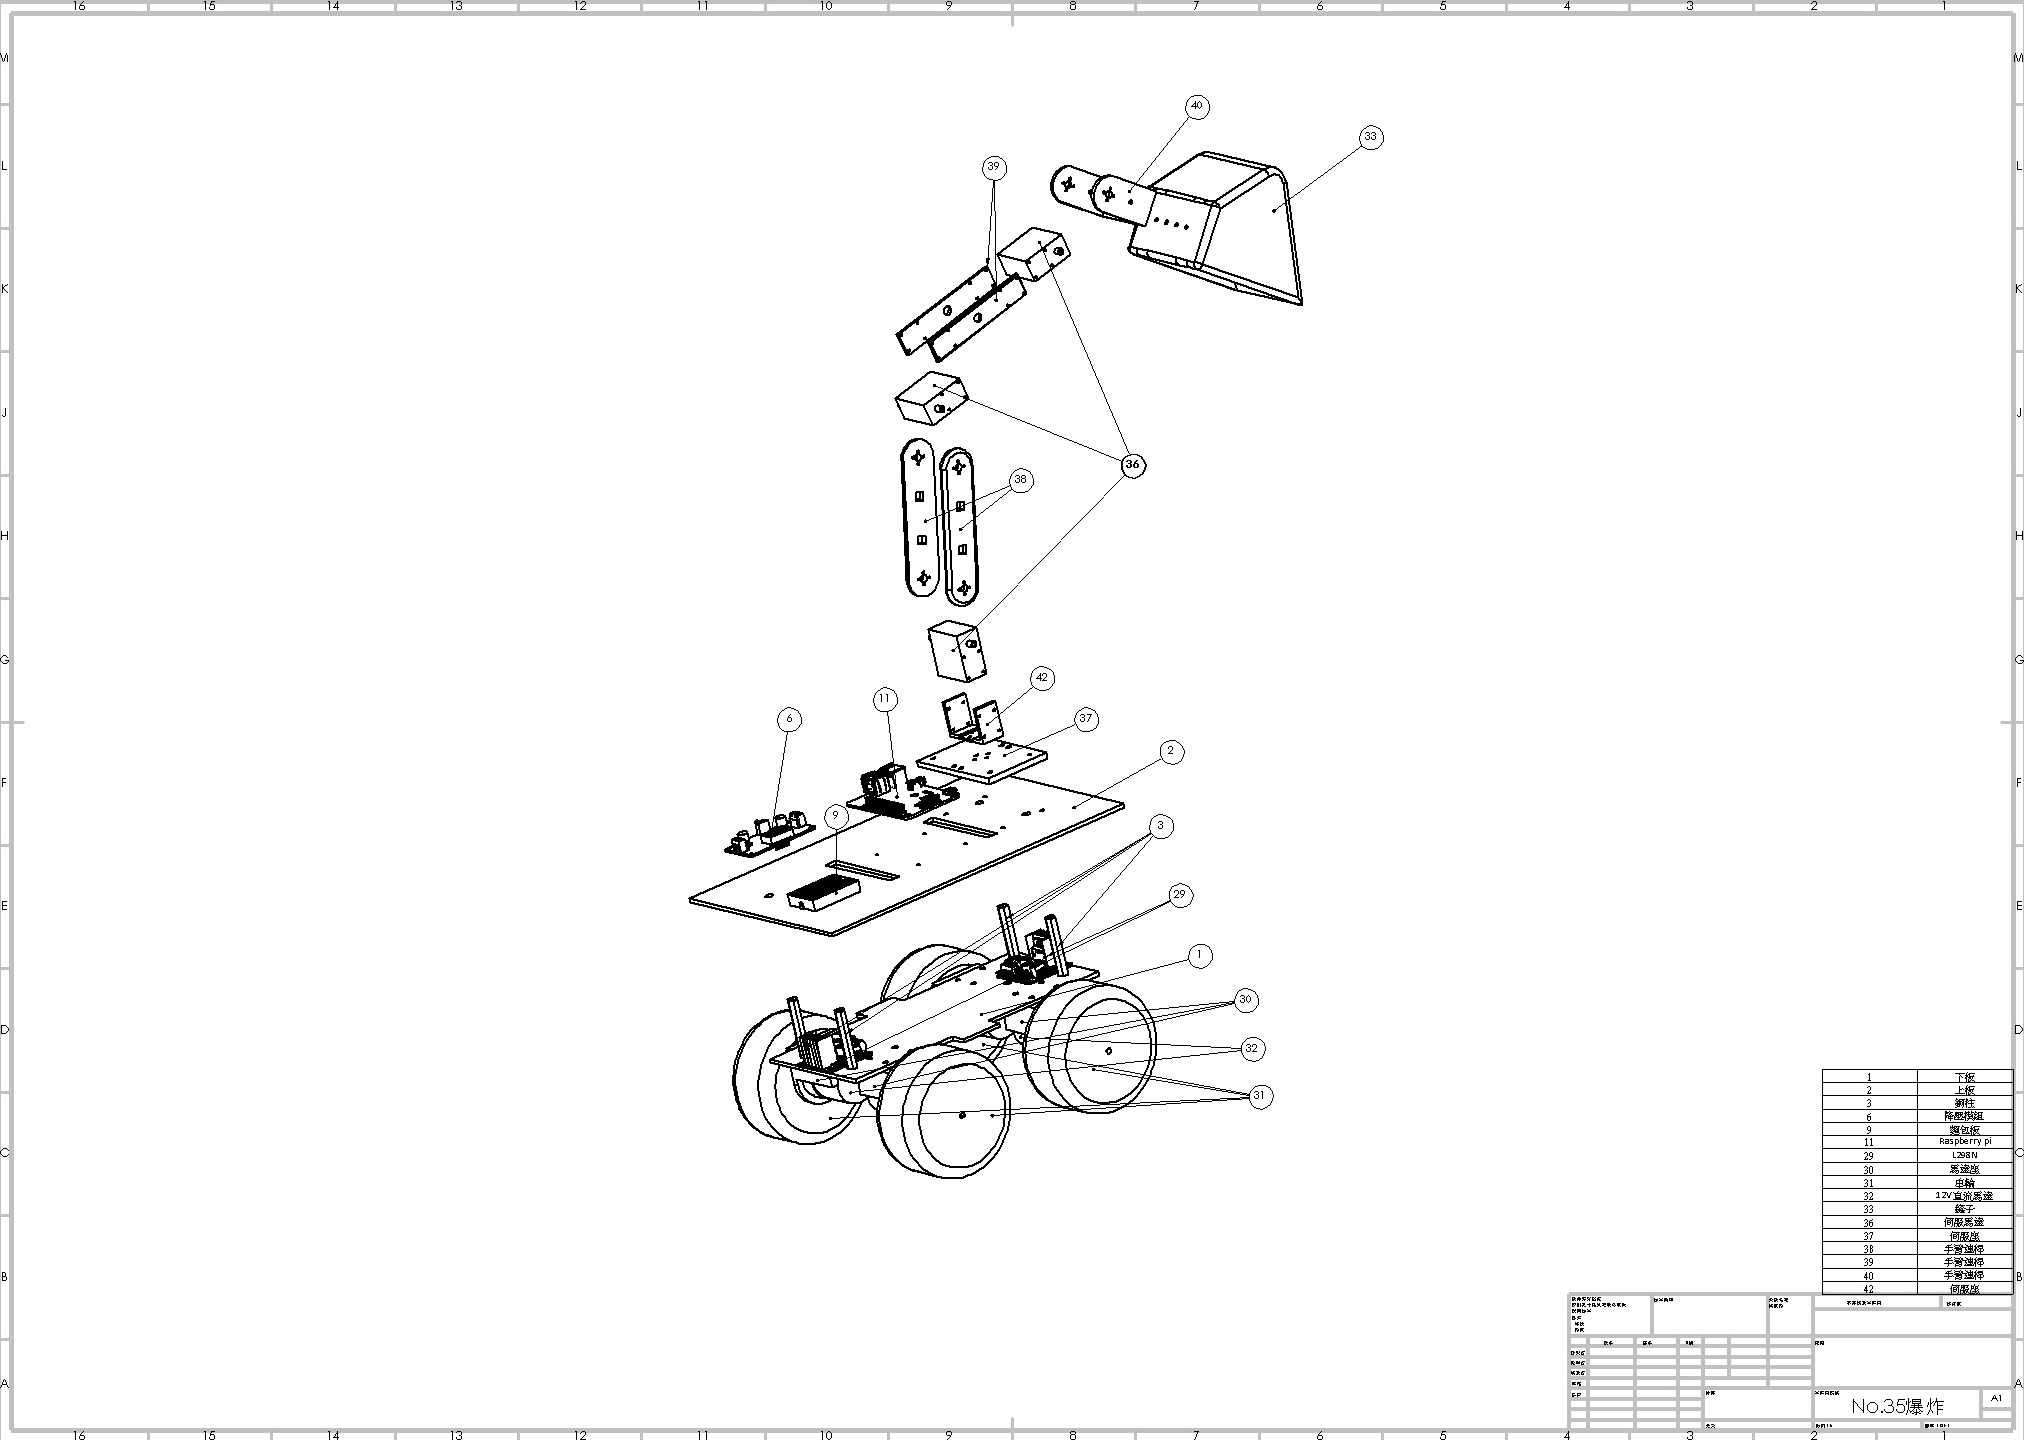 16 15 14 13 12 11 10 9 8 7 6 5 4 3 2 1
M M
L L
K K
J J
H H
G G
F F
E E
D D
C C
B B
A A
40
33
39
36
38
42
11
6
37
2
9
3
29
1
30
32
31
1 下板
2 上板
3 銅柱
6 降壓模組
9 麵包板
11 Raspberry pi
29 L298N
30 馬達座
31 車輪
32 12V直流馬達
33 鏟子
36 伺服馬達
37 伺服座
38 手臂連桿
39 手臂連桿
40 手臂連桿
42 伺服座
No.35爆炸
A1
16 15 14 13 12 11 10 9 8 7 6 5 4 3 2 1